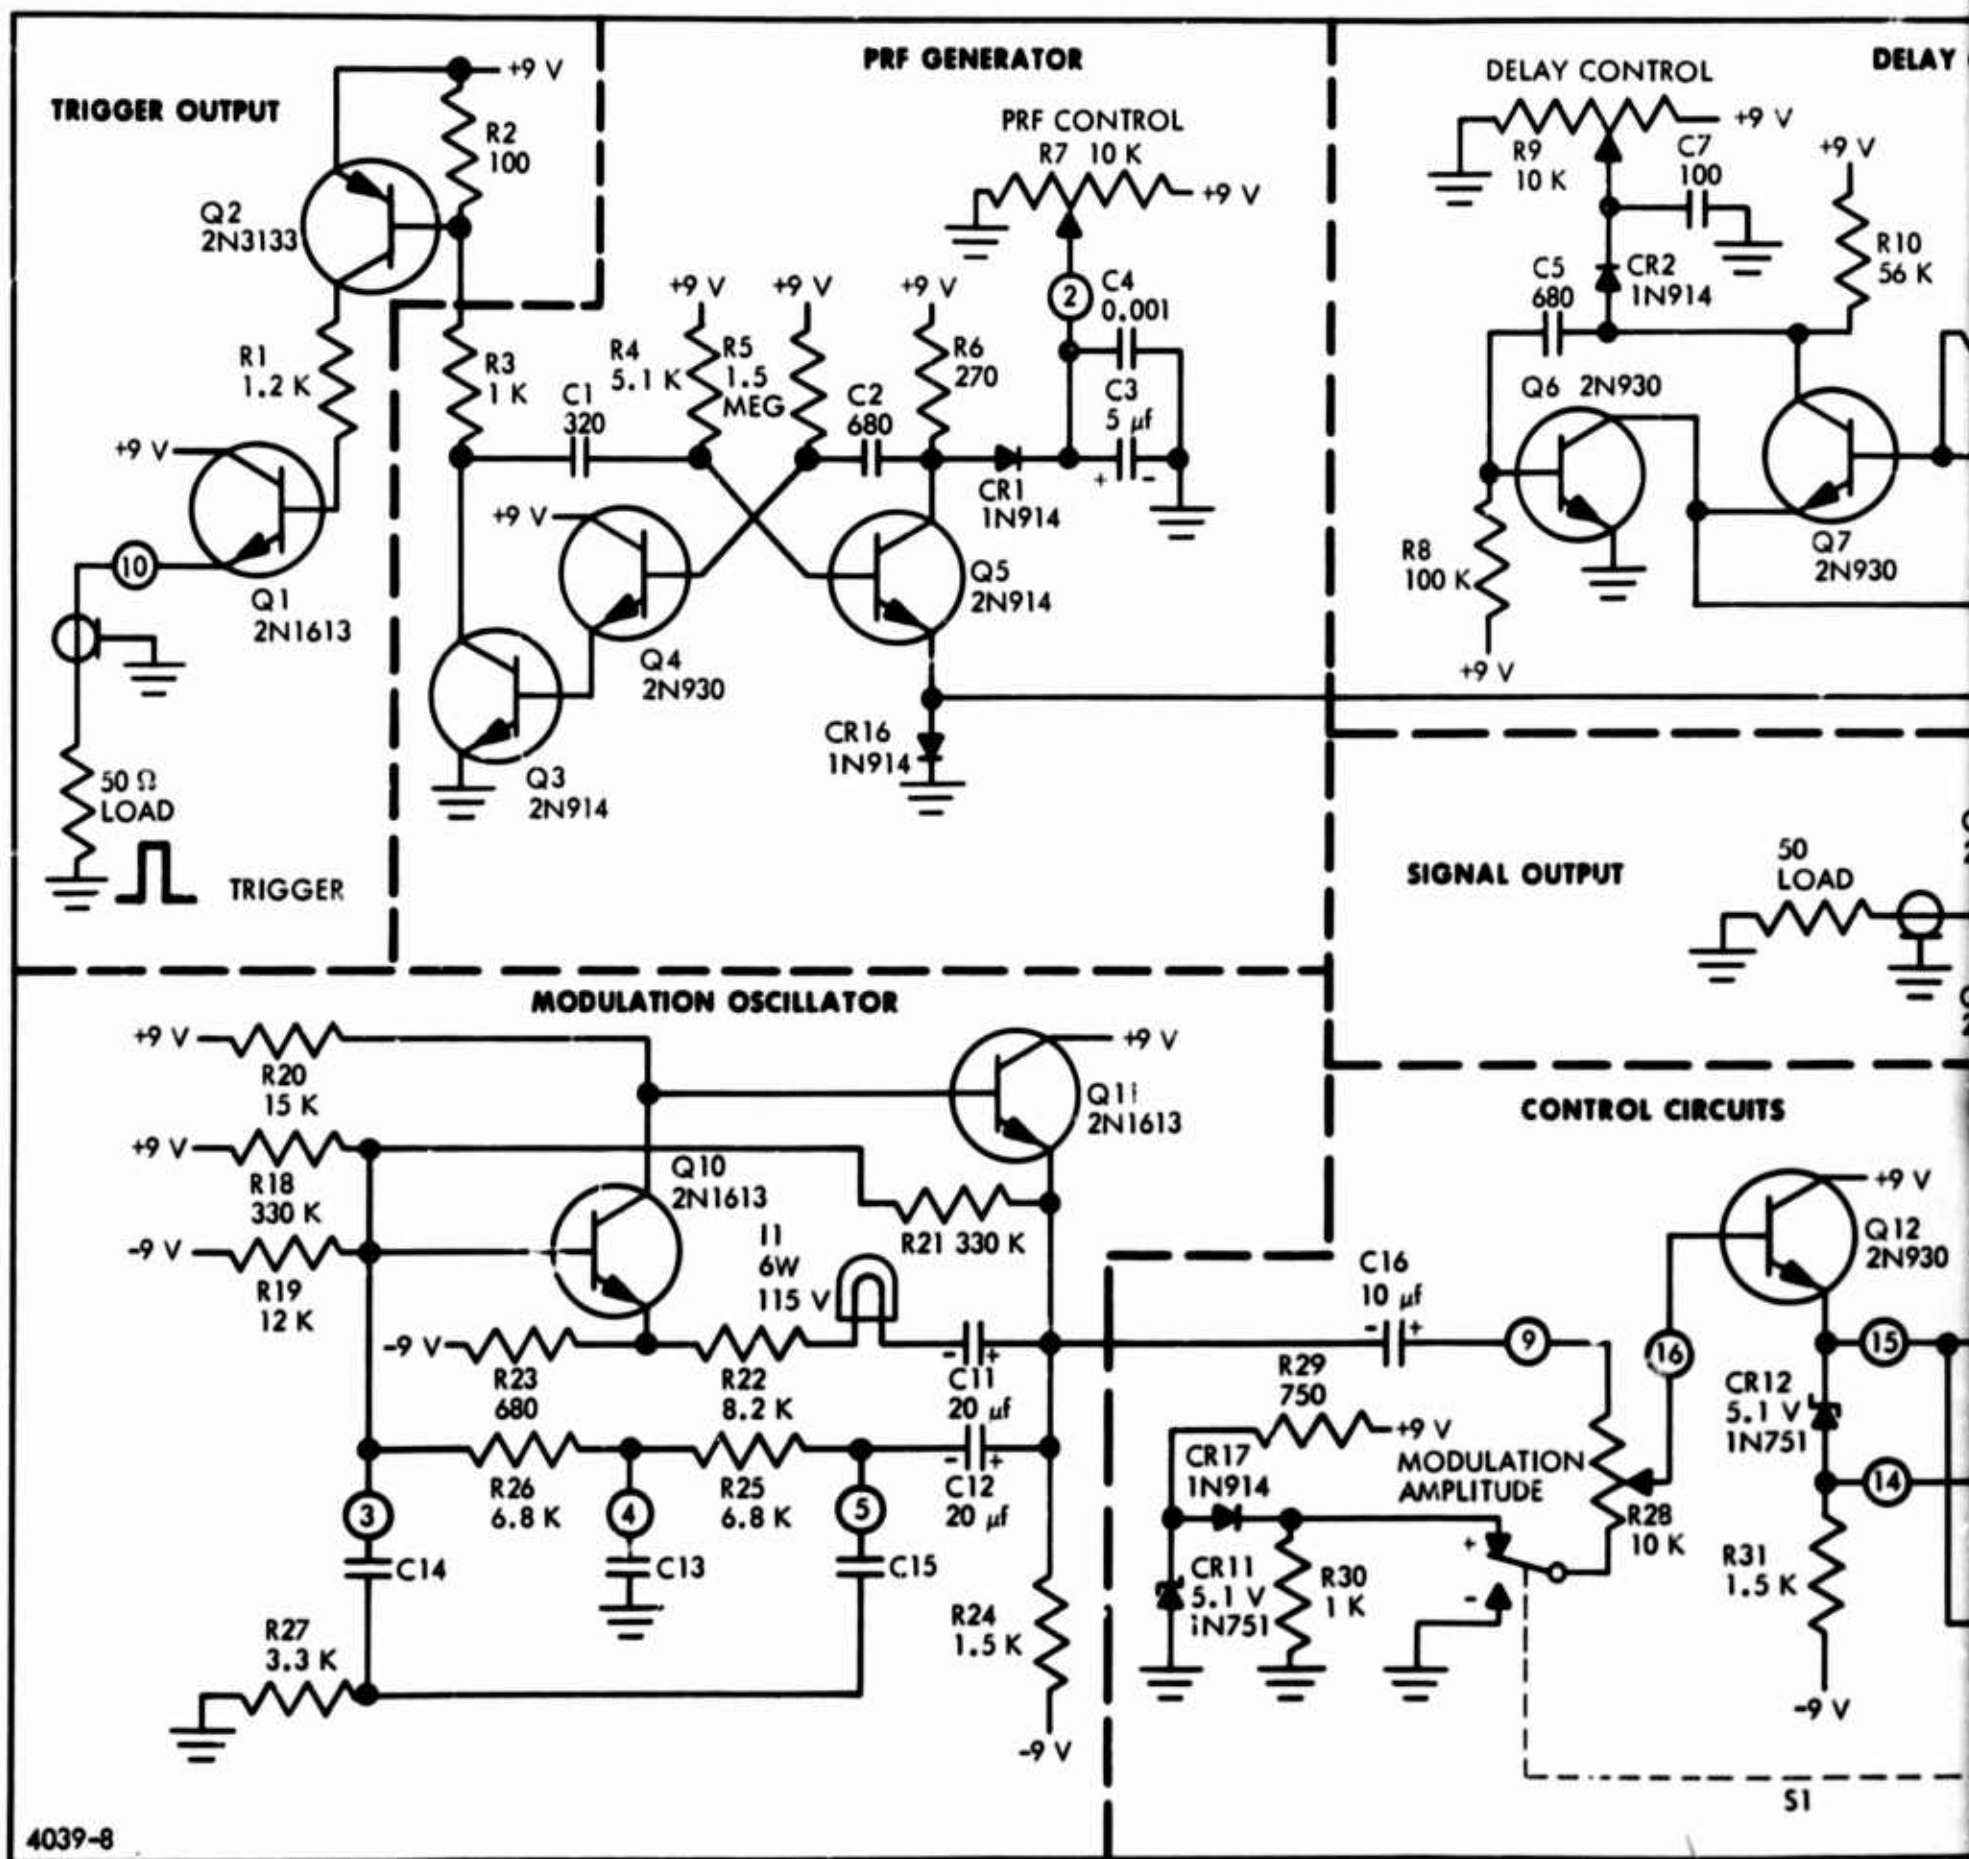 TRIGGER OUTPUT
+9 V
R2
100
Q2
2N3133
R1
1.2 K
+9 V
10
Q1
2N1613
50 Ω
LOAD
TRIGGER
PRF GENERATOR
PRF CONTROL
R7 10 K
+9 V
2
C4
0.001
C3
5 µf
+ -
+9 V
+9 V
+9 V
R3
1 K
C1
320
R4
5.1 K
R5
1.5
MEG
C2
680
R6
270
CR1
1N914
+9 V
Q4
2N930
Q5
2N914
Q3
2N914
CR16
1N914
DELAY
DELAY CONTROL
+9 V
R9
10 K
C7
100
+9 V
R10
56 K
C5
680
CR2
1N914
Q6 2N930
Q7
2N930
R8
100 K
+9 V
SIGNAL OUTPUT
50
LOAD
MODULATION OSCILLATOR
+9 V
R20
15 K
+9 V
R18
330 K
-9 V
R19
12 K
Q10
2N1613
+9 V
Q11
2N1613
R21 330 K
I1
6W
115 V
-9 V
R23
680
R22
8.2 K
- +
C11
20 µf
R26
6.8 K
R25
6.8 K
- +
C12
20 µf
3
4
5
C14
C13
C15
R27
3.3 K
R24
1.5 K
-9 V
CONTROL CIRCUITS
+9 V
Q12
2N930
C16
10 µf
- +
9
16
15
R29
750
+9 V
CR17
1N914
MODULATION
AMPLITUDE
R28
10 K
CR12
5.1 V
1N751
14
CR11
5.1 V
1N751
R30
1 K
+
-
R31
1.5 K
-9 V
S1
4039-8